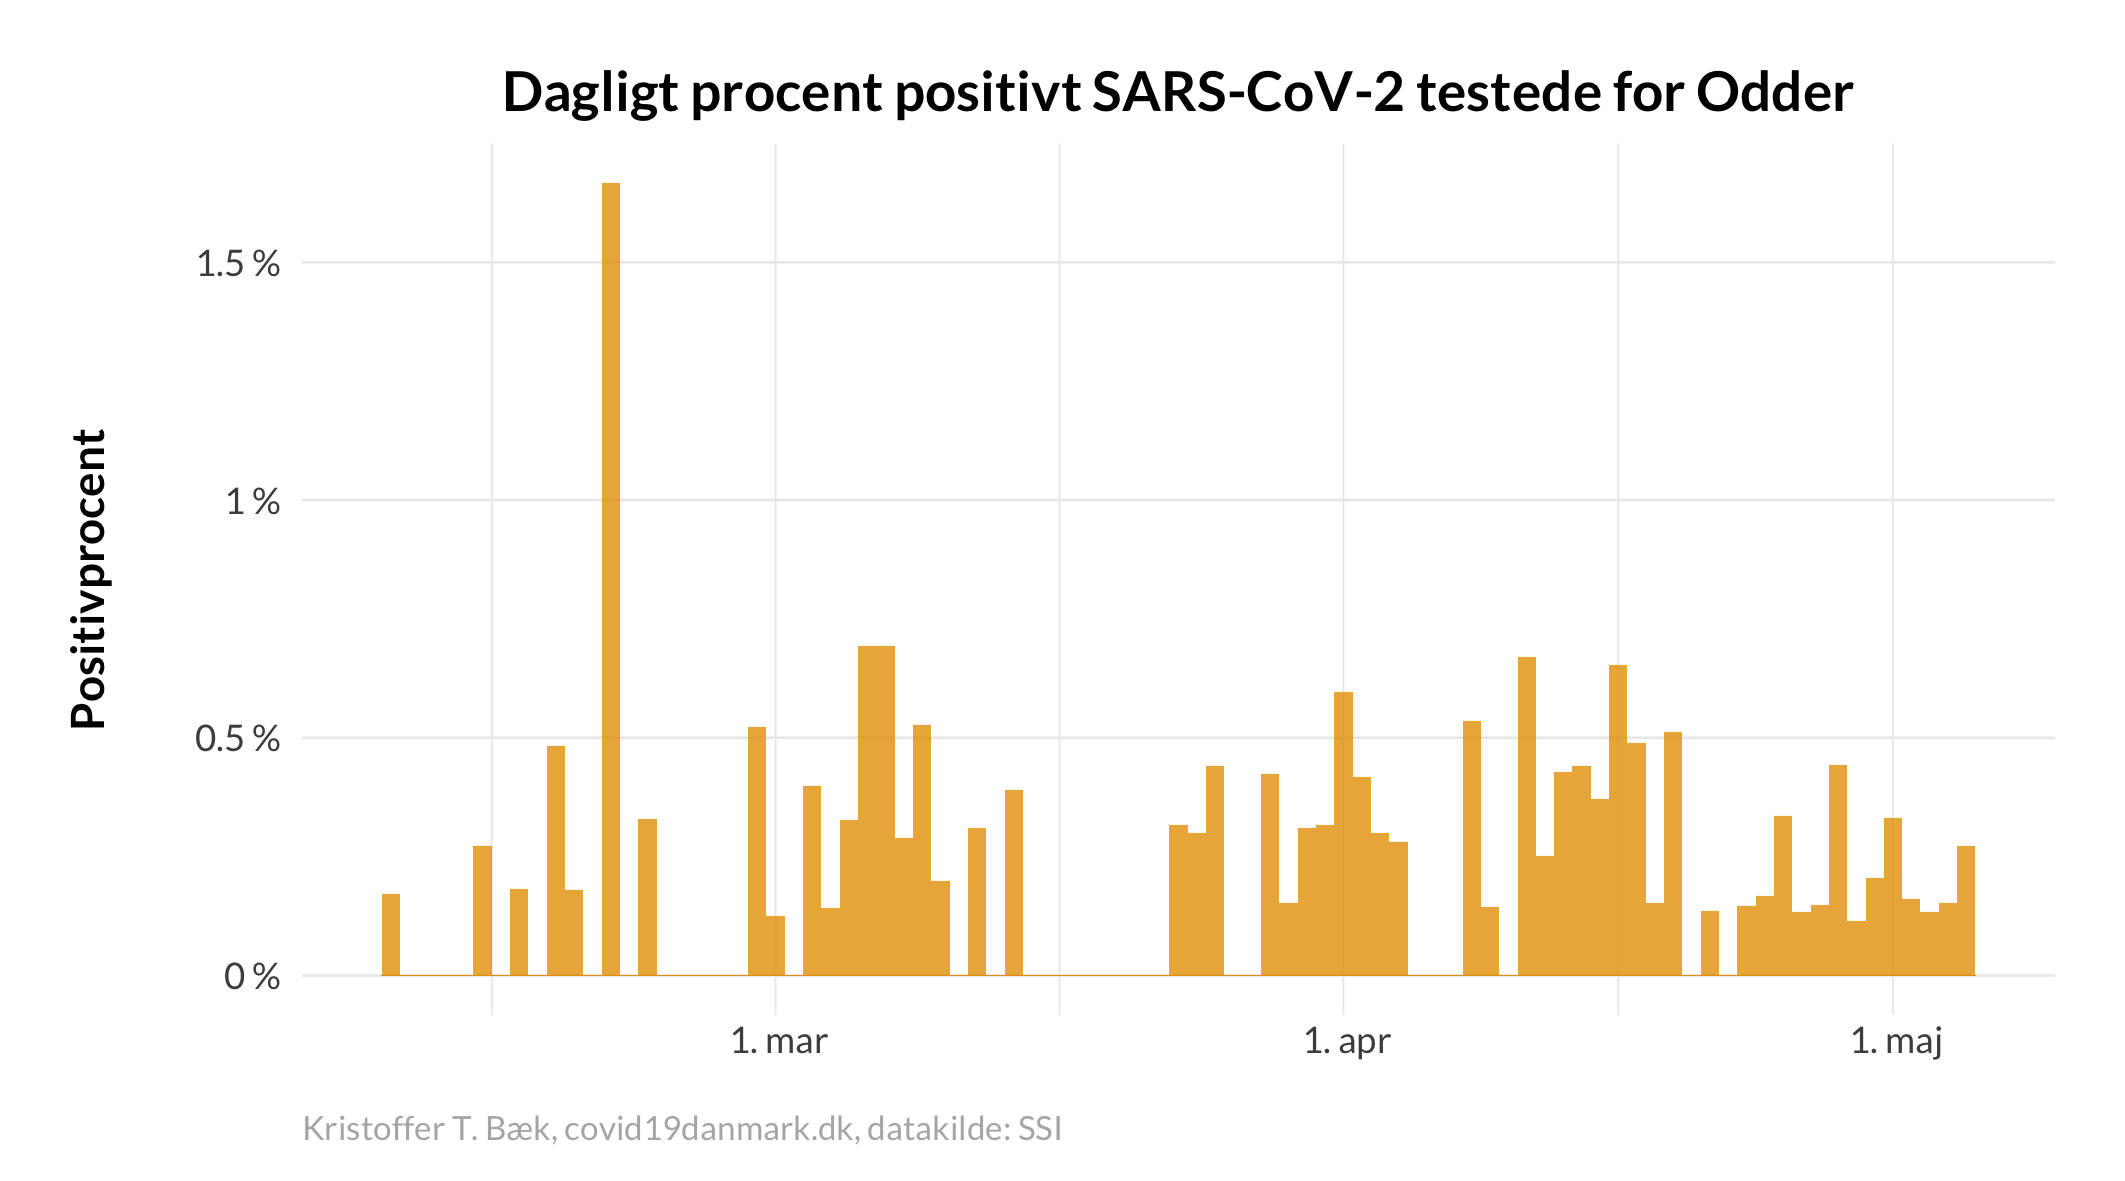 Dagligt procent positivt SARS-CoV-2 testede for Odder
Positivprocent
1.5 %
1 %
0.5 %
0 %
1. mar
1. apr
1. maj
Kristoffer T. Bæk, covid19danmark.dk, datakilde: SSI